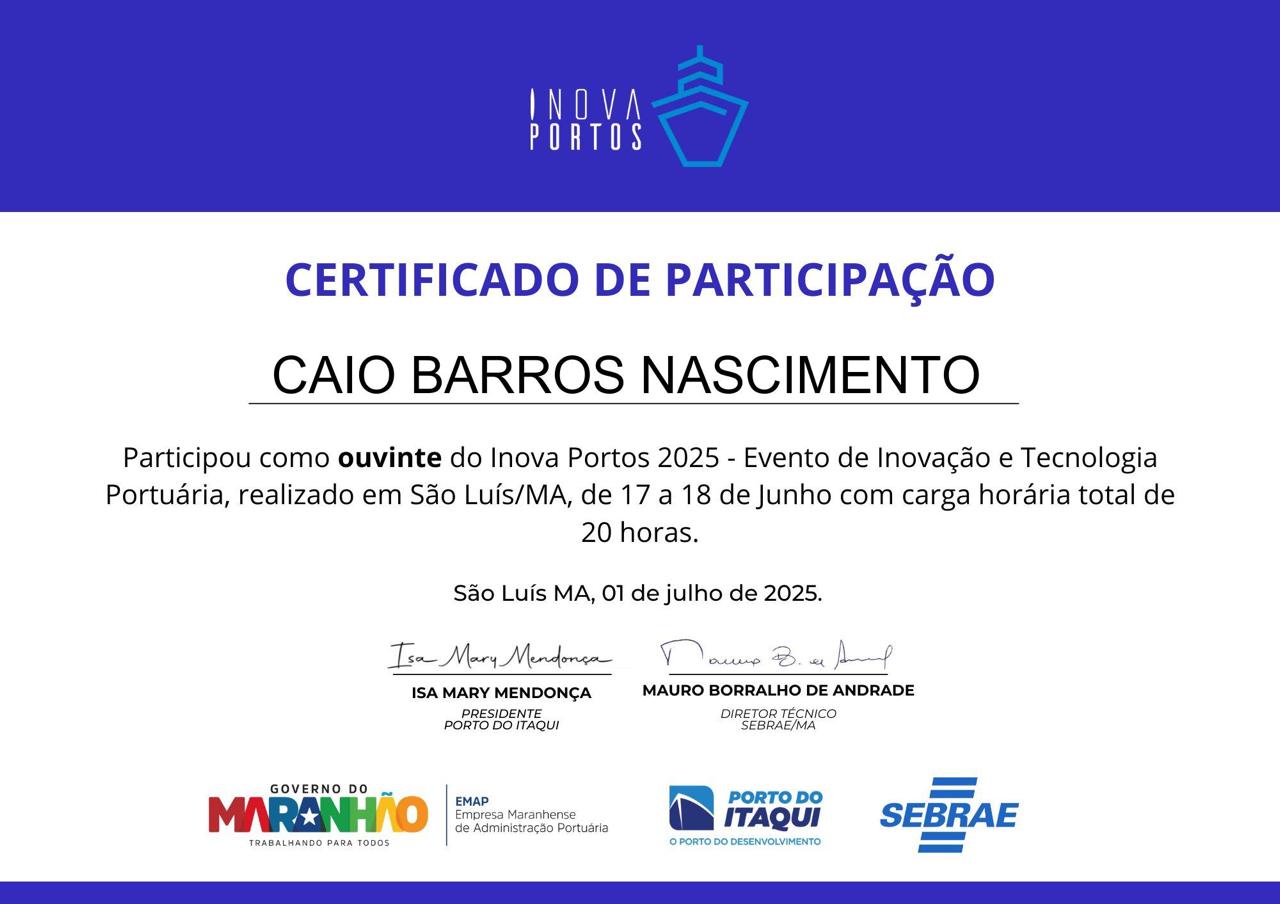 INOVA
PORTOS
CERTIFICADO DE PARTICIPAÇÃO
CAIO BARROS NASCIMENTO
Participou como ouvinte do Inova Portos 2025 - Evento de Inovação e Tecnologia
Portuária, realizado em São Luís/MA, de 17 a 18 de Junho com carga horária total de
20 horas.
São Luís MA, 01 de julho de 2025.
Isa Mary Mendonça
ISA MARY MENDONÇA
PRESIDENTE
PORTO DO ITAQUI
MAURO BORRALHO DE ANDRADE
DIRETOR TÉCNICO
SEBRAE/MA
GOVERNO DO
MARANHÃO
TRABALHANDO PARA TODOS
EMAP
Empresa Maranhense
de Administração Portuária
PORTO DO
ITAQUI
O PORTO DO DESENVOLVIMENTO
SEBRAE